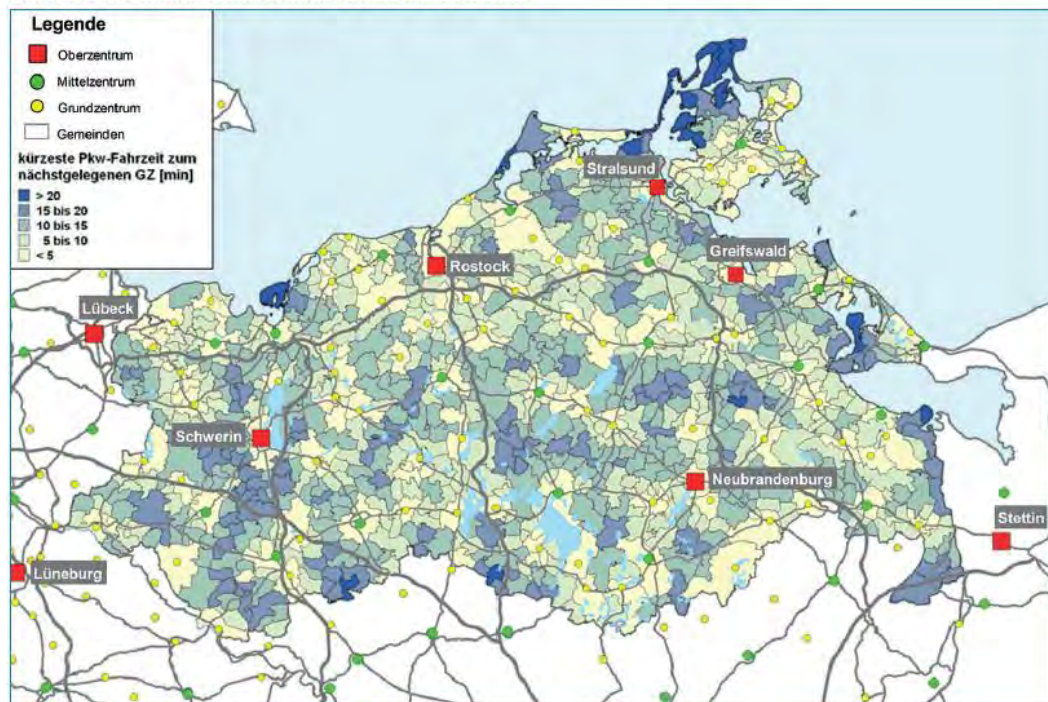 Legende
Oberzentrum
Mittelzentrum
Grundzentrum
Gemeinden
kürzeste Pkw-Fahrzeit zum
nächstgelegenen GZ [min]
> 20
15 bis 20
10 bis 15
5 bis 10
< 5
Stralsund
Greifswald
Rostock
Lübeck
Schwerin
Neubrandenburg
Stettin
Lüneburg